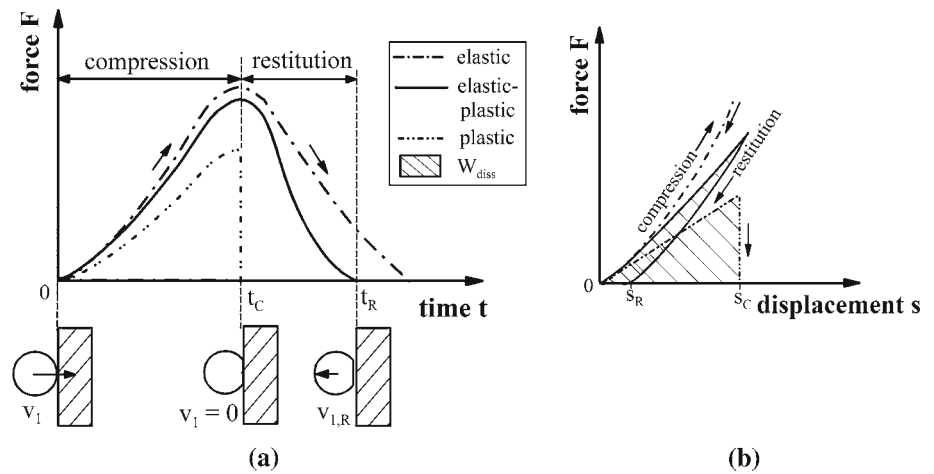 force F
compression
restitution
elastic
elastic-
plastic
plastic
W_diss
0
t_C
t_R
time t
v_1
v_1 = 0
v_1,R
(a)
force F
compression
restitution
0
s_R
s_C
displacement s
(b)